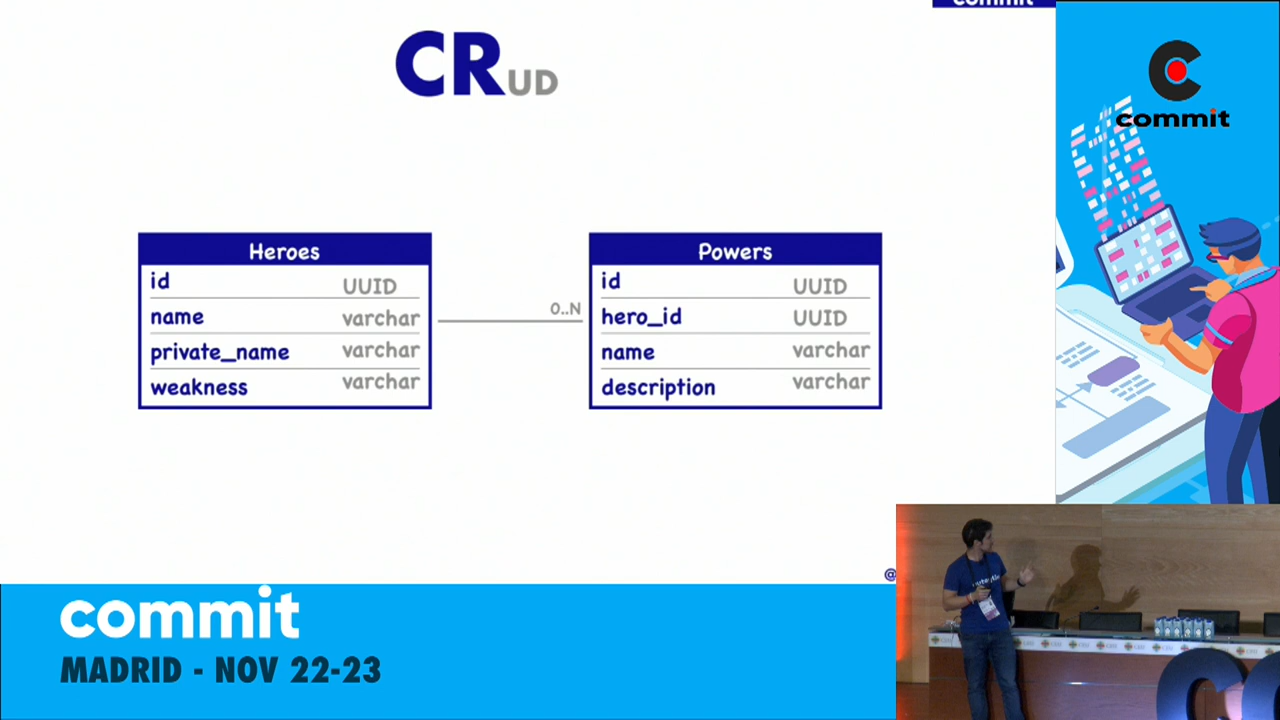 commit
CRUD
Heroes
id UUID
name varchar
private_name varchar
weakness varchar
0..N
Powers
id UUID
hero_id UUID
name varchar
description varchar
@
commit
commit
MADRID - NOV 22-23